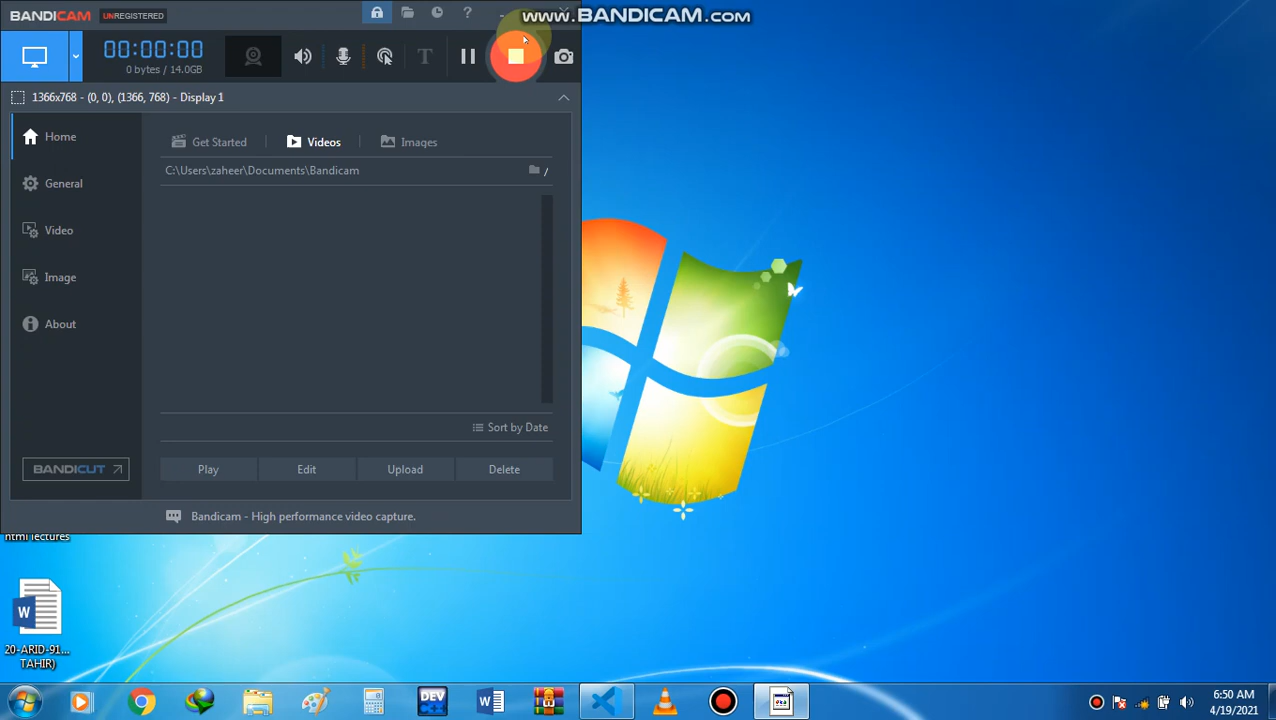 BANDICAM UNREGISTERED
www.BANDICAM.com
00:00:00
0 bytes / 14.0GB
1366x768 - (0, 0), (1366, 768) - Display 1
Home
General
Video
Image
About
BANDICUT
Get Started
Videos
Images
C:\Users\zaheer\Documents\Bandicam
Sort by Date
Play
Edit
Upload
Delete
Bandicam - High performance video capture.
html lectures
20-ARID-91...
TAHIR)
DEV
6:50 AM
4/19/2021